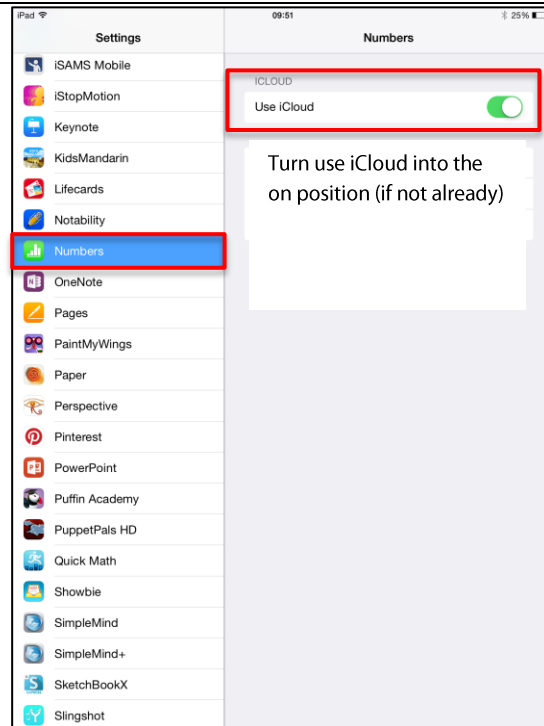 iPad 09:51 25%
Settings
Numbers
iSAMS Mobile
iStopMotion
Keynote
KidsMandarin
Lifecards
Notability
Numbers
OneNote
Pages
PaintMyWings
Paper
Perspective
Pinterest
PowerPoint
Puffin Academy
PuppetPals HD
Quick Math
Showbie
SimpleMind
SimpleMind+
SketchBookX
Slingshot
ICLOUD
Use iCloud
Turn use iCloud into the
on position (if not already)